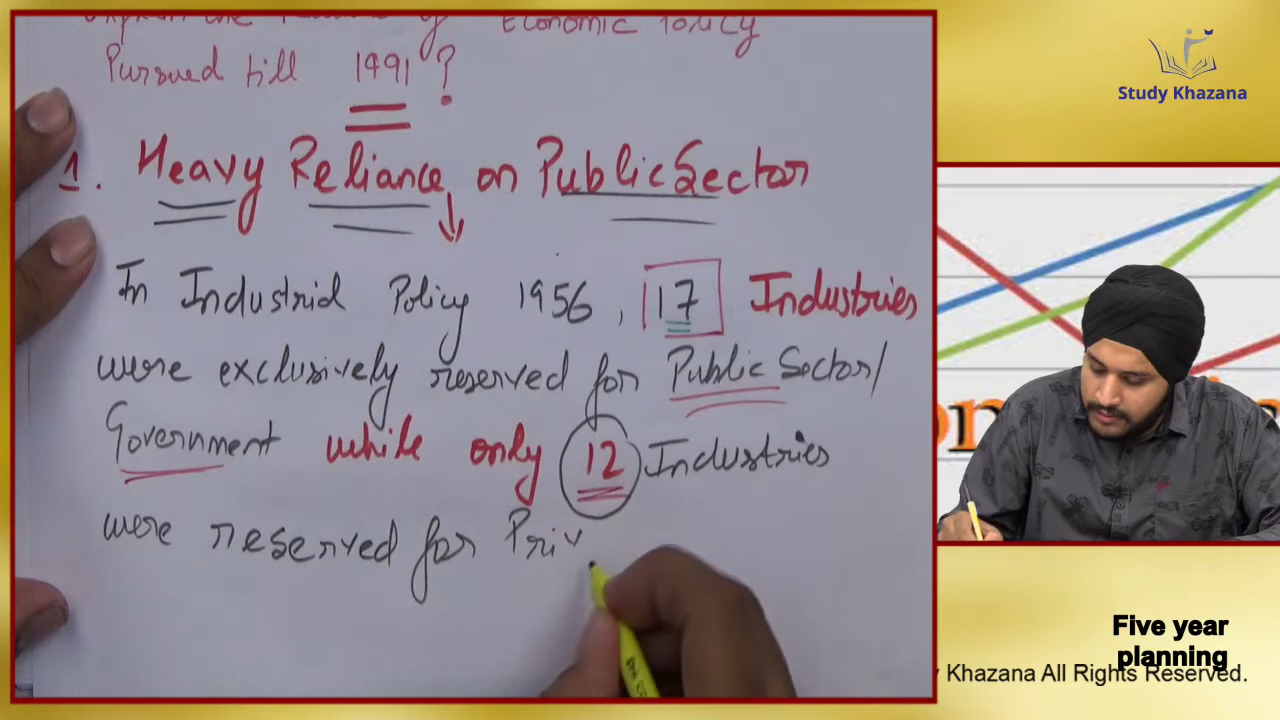 Economic Policy
Pursued till 1991?
1. Heavy Reliance on Public Sector
In Industrial Policy 1956, 17 Industries
were exclusively reserved for Public Sector/
Government while only 12 Industries
were reserved for Priv
Study Khazana
Five year
planning
Khazana All Rights Reserved.